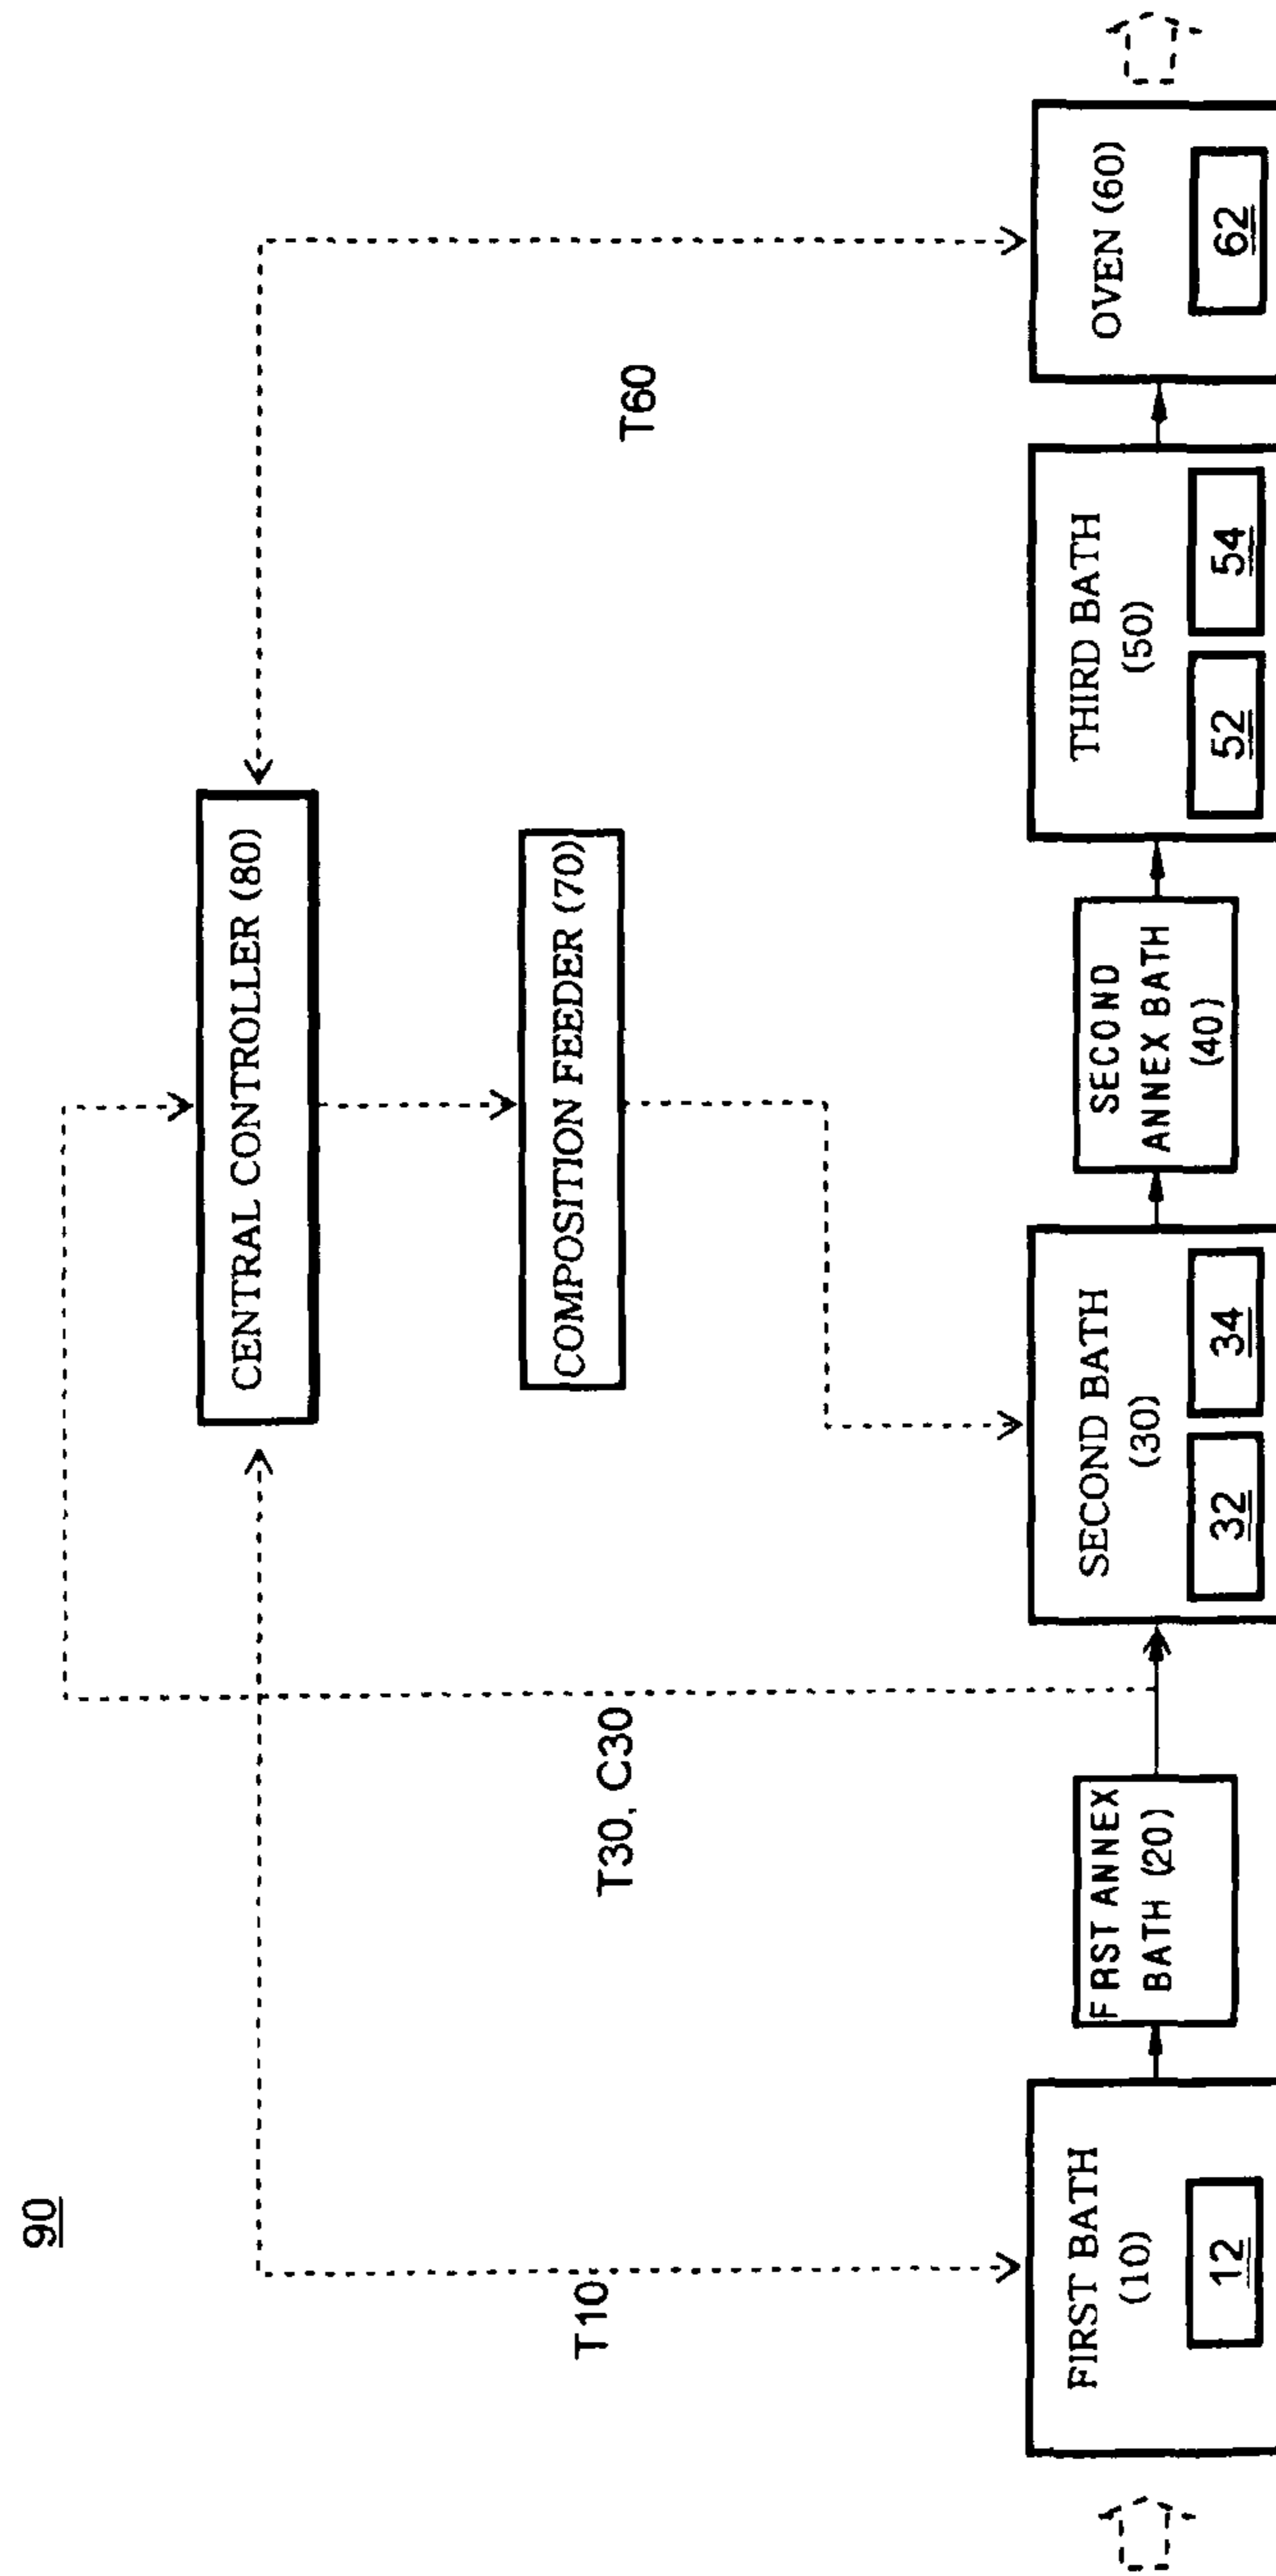 90
CENTRAL CONTROLLER (80)
COMPOSITION FEEDER (70)
T10
T30, C30
T60
FIRST BATH
(10)
12
FRST ANNEX
BATH (20)
SECOND BATH
(30)
32
34
SECOND
ANNEX BATH
(40)
THIRD BATH
(50)
52
54
OVEN (60)
62